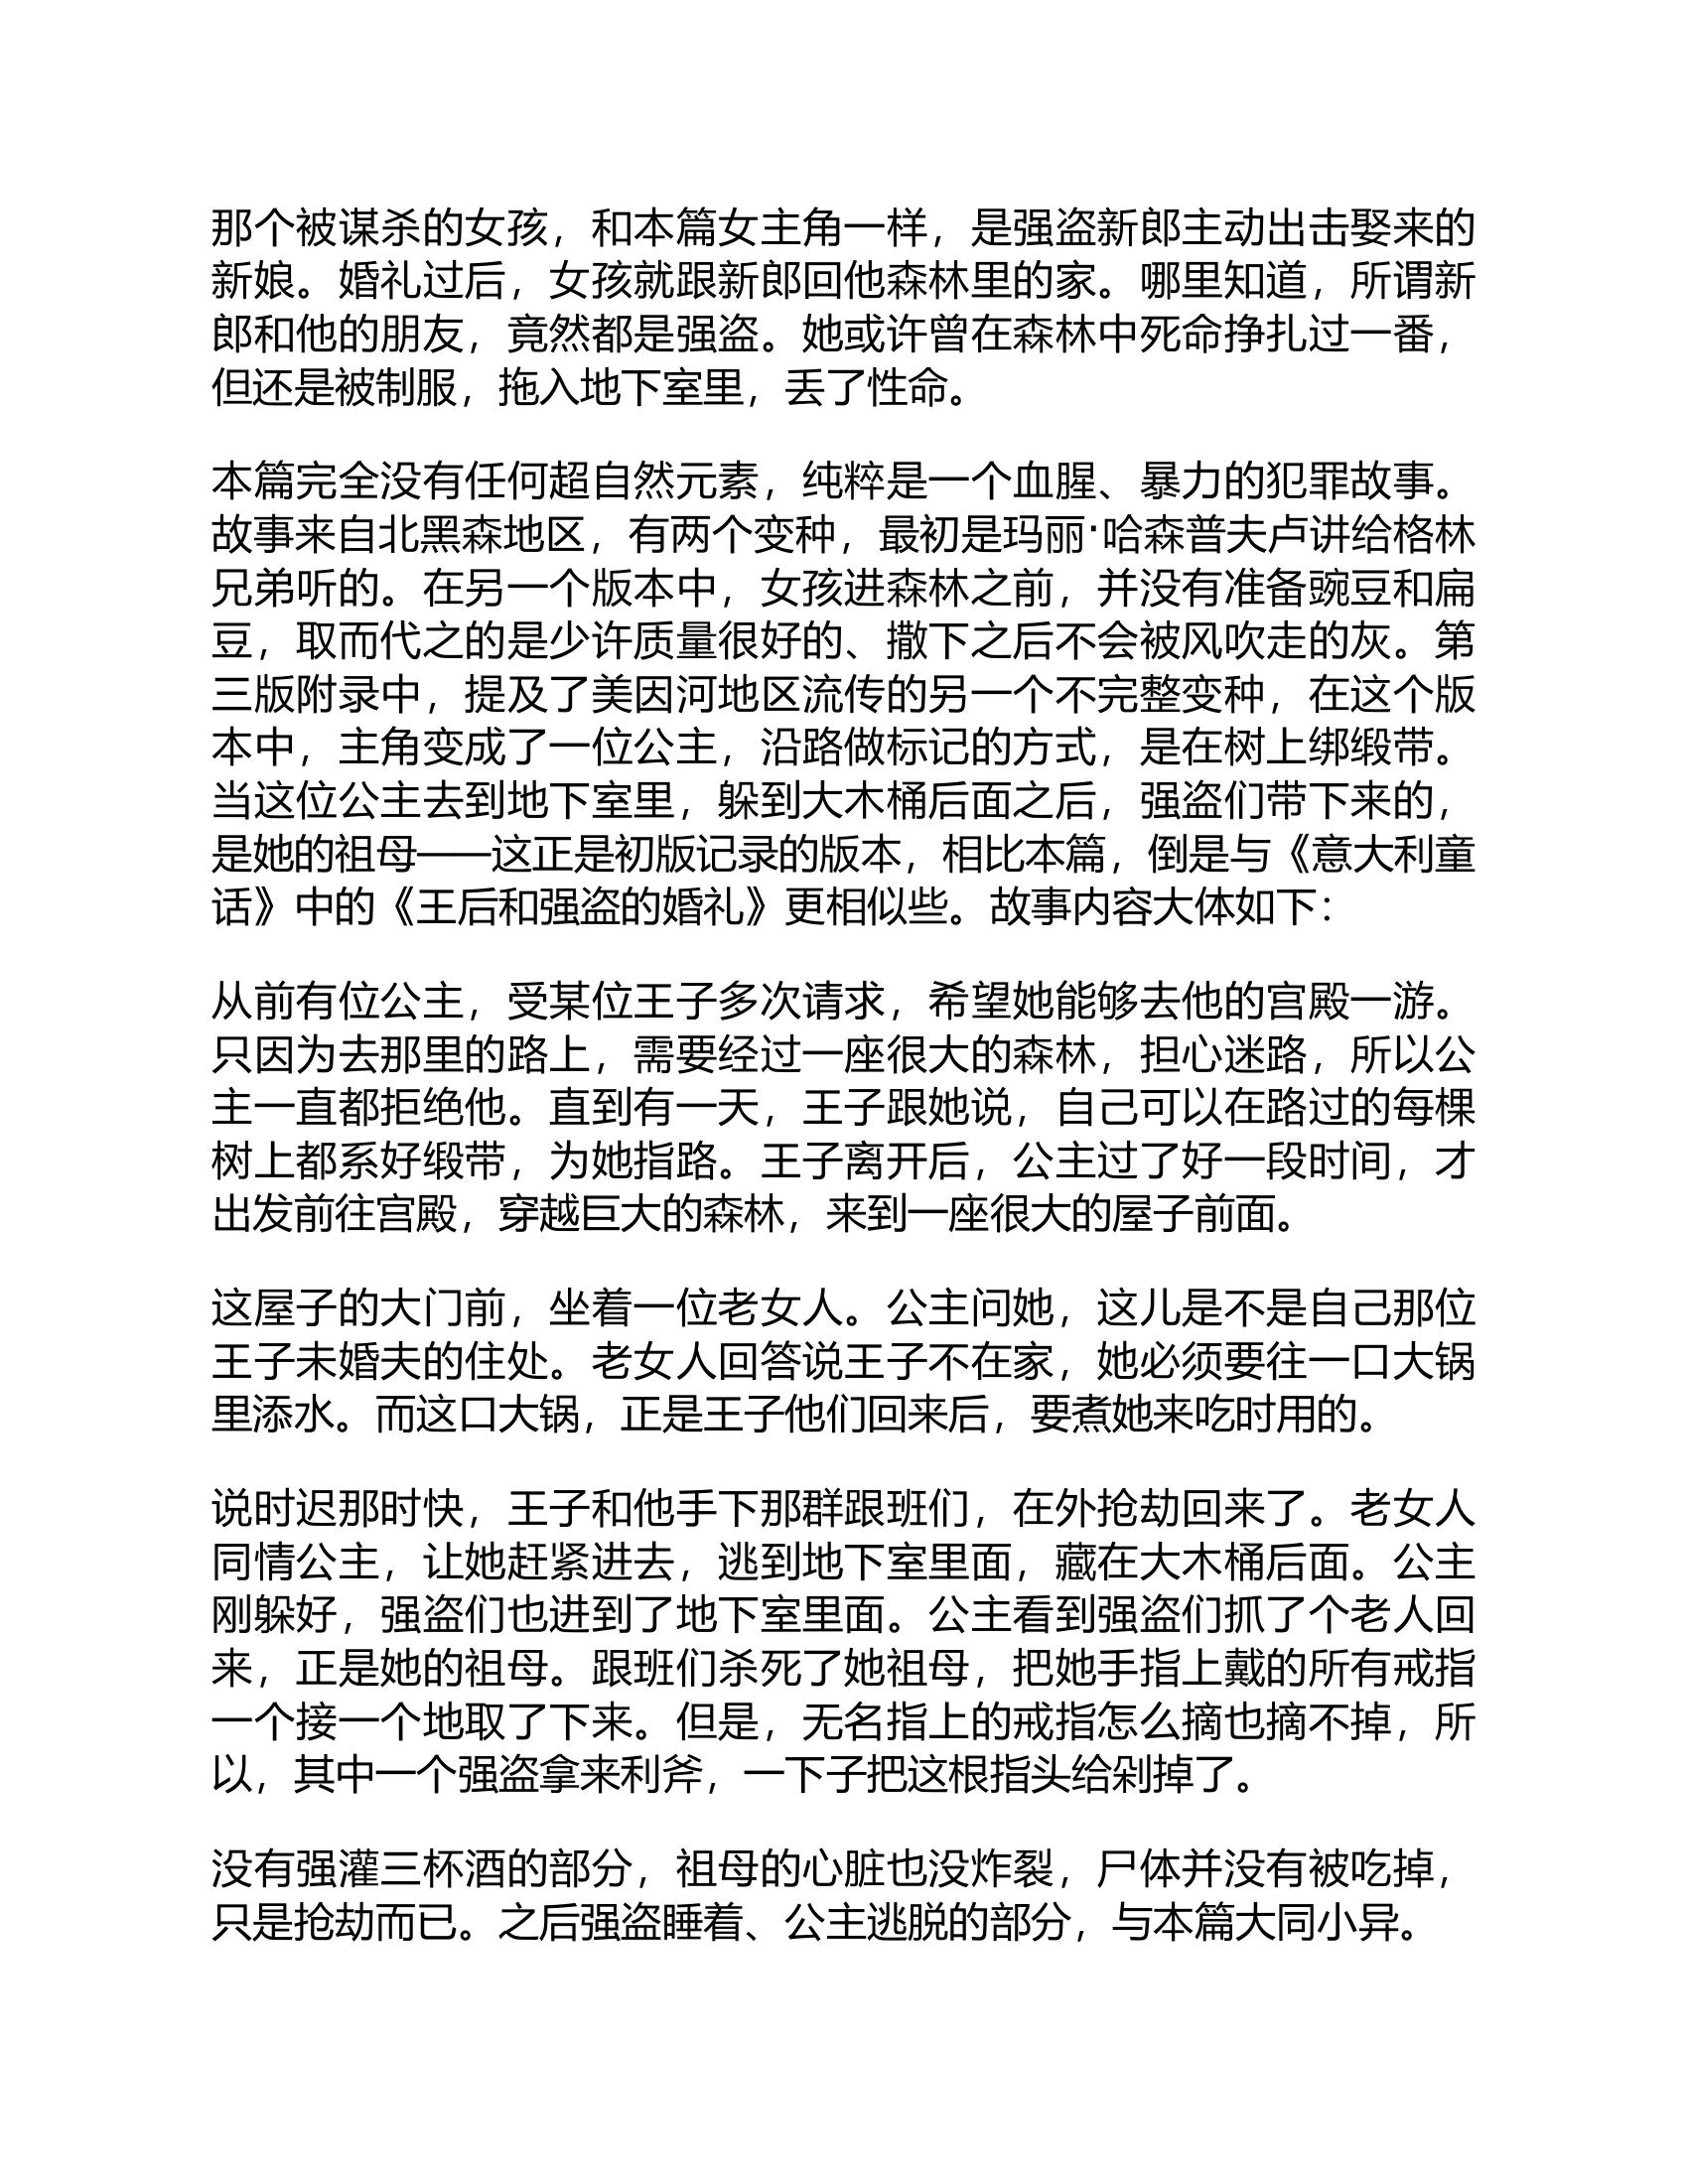 那个被谋杀的女孩，和本篇女主角一样，是强盗新郎主动出击娶来的
新娘。婚礼过后，女孩就跟新郎回他森林里的家。哪里知道，所谓新
郎和他的朋友，竟然都是强盗。她或许曾在森林中死命挣扎过一番，
但还是被制服，拖入地下室里，丢了性命。
本篇完全没有任何超自然元素，纯粹是一个血腥、暴力的犯罪故事。
故事来自北黑森地区，有两个变种，最初是玛丽·哈森普夫卢讲给格林
兄弟听的。在另一个版本中，女孩进森林之前，并没有准备豌豆和扁
豆，取而代之的是少许质量很好的、撒下之后不会被风吹走的灰。第
三版附录中，提及了美因河地区流传的另一个不完整变种，在这个版
本中，主角变成了一位公主，沿路做标记的方式，是在树上绑缎带。
当这位公主去到地下室里，躲到大木桶后面之后，强盗们带下来的，
是她的祖母——这正是初版记录的版本，相比本篇，倒是与《意大利童
话》中的《王后和强盗的婚礼》更相似些。故事内容大体如下：
从前有位公主，受某位王子多次请求，希望她能够去他的宫殿一游。
只因为去那里的路上，需要经过一座很大的森林，担心迷路，所以公
主一直都拒绝他。直到有一天，王子跟她说，自己可以在路过的每棵
树上都系好缎带，为她指路。王子离开后，公主过了好一段时间，才
出发前往宫殿，穿越巨大的森林，来到一座很大的屋子前面。
这屋子的大门前，坐着一位老女人。公主问她，这儿是不是自己那位
王子未婚夫的住处。老女人回答说王子不在家，她必须要往一口大锅
里添水。而这口大锅，正是王子他们回来后，要煮她来吃时用的。
说时迟那时快，王子和他手下那群跟班们，在外抢劫回来了。老女人
同情公主，让她赶紧进去，逃到地下室里面，藏在大木桶后面。公主
刚躲好，强盗们也进到了地下室里面。公主看到强盗们抓了个老人回
来，正是她的祖母。跟班们杀死了她祖母，把她手指上戴的所有戒指
一个接一个地取了下来。但是，无名指上的戒指怎么摘也摘不掉，所
以，其中一个强盗拿来利斧，一下子把这根指头给剁掉了。
没有强灌三杯酒的部分，祖母的心脏也没炸裂，尸体并没有被吃掉，
只是抢劫而已。之后强盗睡着、公主逃脱的部分，与本篇大同小异。